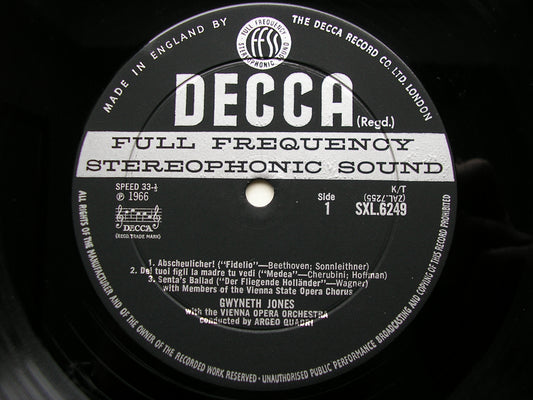 MADE IN ENGLAND BY
THE DECCA RECORD CO. LTD., LONDON
FULL FREQUENCY
FFSS
STEREOPHONIC SOUND
DECCA
(Regd.)
FULL FREQUENCY
STEREOPHONIC SOUND
SPEED 33-⅓
℗ 1966
DECCA
(REGD. TRADE MARK)
K/T
(ZAL.7255)
Side
1
SXL.6249
1. Abscheulicher! ("Fidelio"—Beethoven; Sonnleithner)
2. Dei tuoi figli la madre tu vedi ("Medea"—Cherubini; Hoffman)
3. Senta's Ballad ("Der Fliegende Holländer"—Wagner)
with Members of the Vienna State Opera Chorus
GWYNETH JONES
with the VIENNA OPERA ORCHESTRA
conducted by ARGEO QUADRI
ALL RIGHTS OF THE MANUFACTURER AND OF THE OWNER OF THE RECORDED WORK RESERVED · UNAUTHORISED PUBLIC PERFORMANCE BROADCASTING AND COPYING OF THIS RECORD PROHIBITED